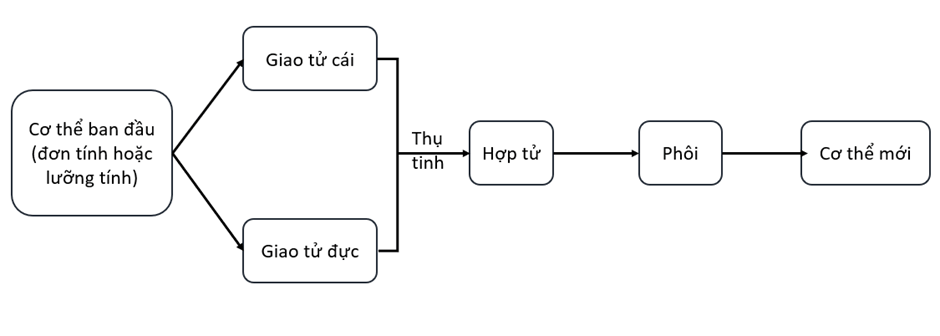 Cơ thể ban đầu
(đơn tính hoặc
lưỡng tính)
Giao tử cái
Giao tử đực
Thụ
tinh
Hợp tử
Phôi
Cơ thể mới